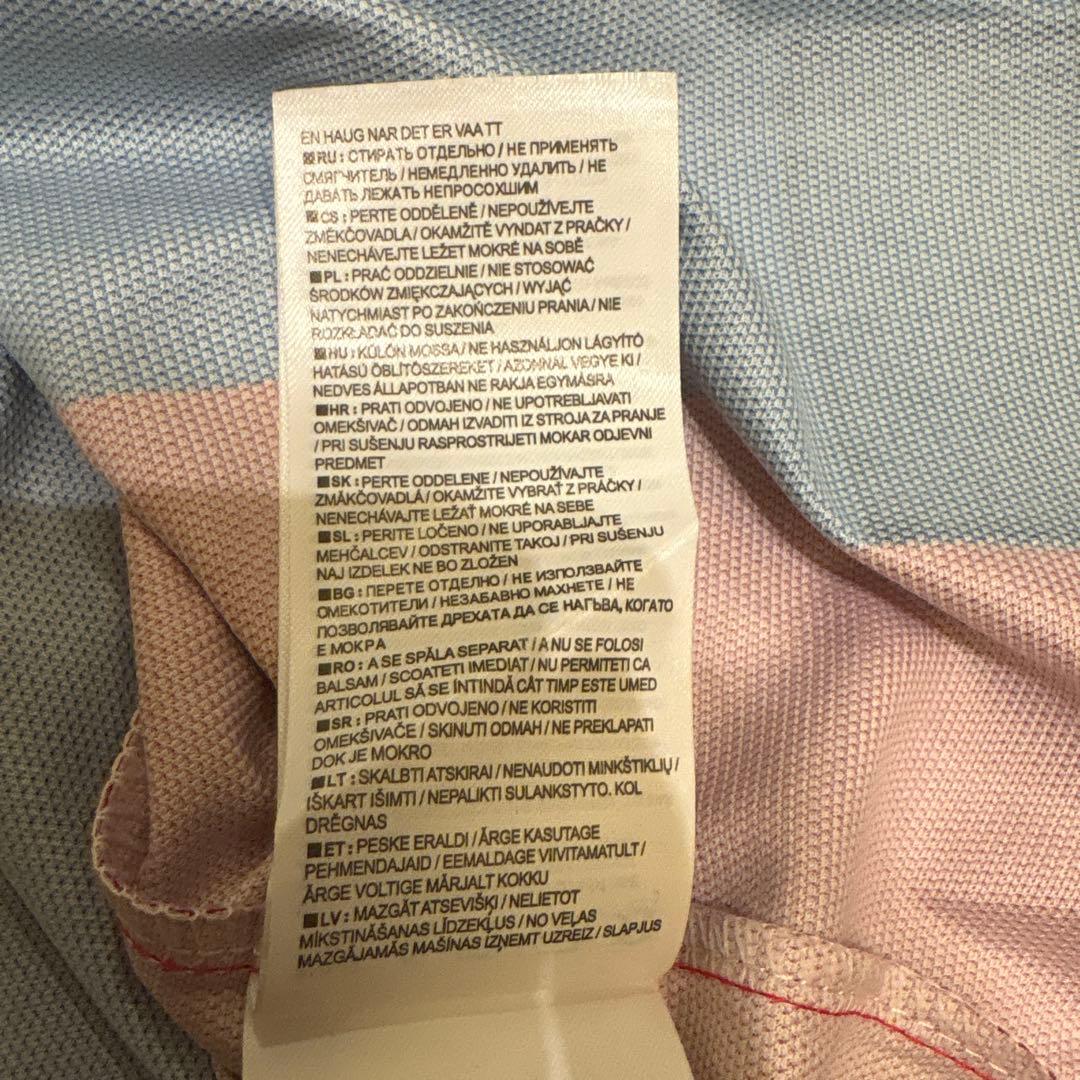 EN HAUG NAR DET ER VAATT
RU : СТИРАТЬ ОТДЕЛЬНО / НЕ ПРИМЕНЯТЬ
СМЯГЧИТЕЛЬ / НЕМЕДЛЕННО УДАЛИТЬ / НЕ
ДАВАТЬ ЛЕЖАТЬ НЕПРОСОХШИМ
CS : PERTE ODDĚLENĚ / NEPOUŽÍVEJTE
ZMĚKČOVADLA / OKAMŽITĚ VYNDAT Z PRAČKY /
NENECHÁVEJTE LEŽET MOKRÉ NA SOBĚ
PL : PRAĆ ODDZIELNIE / NIE STOSOWAĆ
ŚRODKÓW ZMIĘKCZAJĄCYCH / WYJĄĆ
NATYCHMIAST PO ZAKOŃCZENIU PRANIA / NIE
ROZKŁADAĆ DO SUSZENIA
HU : KÜLÖN MOSSA / NE HASZNÁLJON LÁGYÍTÓ
HATÁSÚ ÖBLÍTŐSZEREKET / AZONNAL VEGYE KI /
NEDVES ÁLLAPOTBAN NE RAKJA EGYMÁSRA
HR : PRATI ODVOJENO / NE UPOTREBLJAVATI
OMEKŠIVAČ / ODMAH IZVADITI IZ STROJA ZA PRANJE
/ PRI SUŠENJU RASPROSTRIJETI MOKAR ODJEVNI
PREDMET
SK : PERTE ODDELENE / NEPOUŽÍVAJTE
ZMÄKČOVADLÁ / OKAMŽITE VYBRAŤ Z PRÁČKY /
NENECHÁVAJTE LEŽAŤ MOKRÉ NA SEBE
SL : PERITE LOČENO / NE UPORABLJAJTE
MEHČALCEV / ODSTRANITE TAKOJ / PRI SUŠENJU
NAJ IZDELEK NE BO ZLOŽEN
BG : ПЕРЕТЕ ОТДЕЛНО / НЕ ИЗПОЛЗВАЙТЕ
ОМЕКОТИТЕЛИ / НЕЗАБАВНО МАХНЕТЕ / НЕ
ПОЗВОЛЯВАЙТЕ ДРЕХАТА ДА СЕ НАГЪВА, КОГАТО
Е МОКРА
RO : A SE SPĂLA SEPARAT / A NU SE FOLOSI
BALSAM / SCOATETI IMEDIAT / NU PERMITETI CA
ARTICOLUL SĂ SE ÎNTINDĂ CÂT TIMP ESTE UMED
SR : PRATI ODVOJENO / NE KORISTITI
OMEKŠIVAČE / SKINUTI ODMAH / NE PREKLAPATI
DOK JE MOKRO
LT : SKALBTI ATSKIRAI / NENAUDOTI MINKŠTIKLIŲ /
IŠKART IŠIMTI / NEPALIKTI SULANKSTYTO. KOL
DRĖGNAS
ET : PESKE ERALDI / ÄRGE KASUTAGE
PEHMENDAJAID / EEMALDAGE VIIVITAMATULT /
ÄRGE VOLTIGE MÄRJALT KOKKU
LV : MAZGĀT ATSEVIŠĶI / NELIETOT
MĪKSTINĀŠANAS LĪDZEKĻUS / NO VEĻAS
MAZGĀJAMĀS MAŠĪNAS IZŅEMT UZREIZ / SLAPJUS